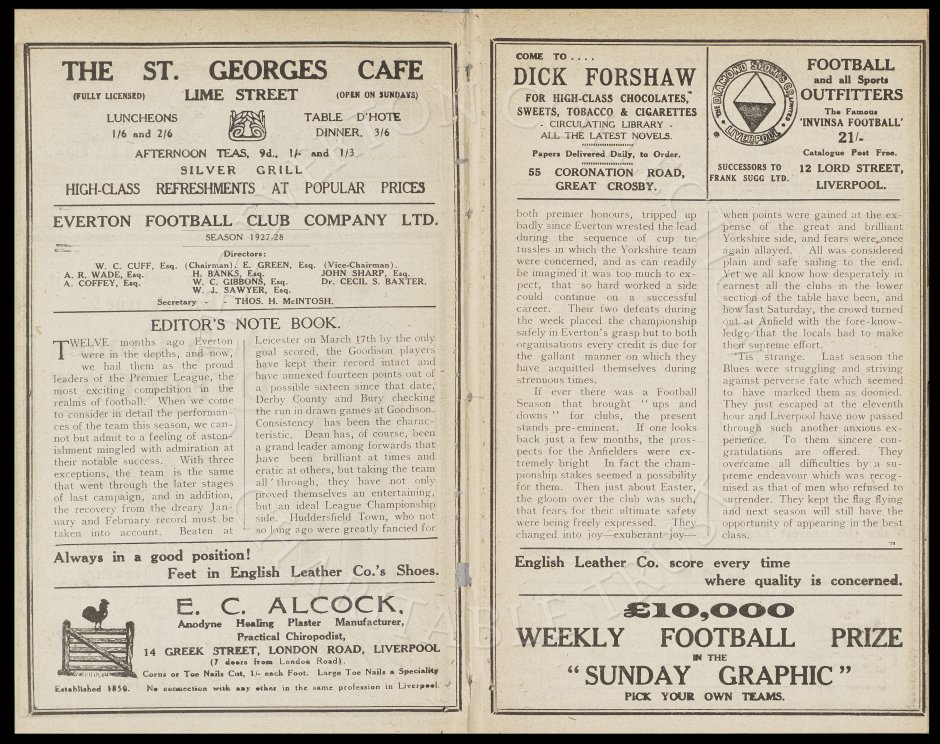 THE ST. GEORGES CAFE
(FULLY LICENSED) LIME STREET (OPEN ON SUNDAYS)
LUNCHEONS
1/6 and 2/6
TABLE D'HOTE
DINNER, 3/6
AFTERNOON TEAS, 9d., 1/- and 1/3
SILVER GRILL
HIGH-CLASS REFRESHMENTS AT POPULAR PRICES
EVERTON FOOTBALL CLUB COMPANY LTD.
SEASON 1927-28
Directors:
W. C. CUFF, Esq. (Chairman), E. GREEN, Esq. (Vice-Chairman).
A. R. WADE, Esq. H. BANKS, Esq. JOHN SHARP, Esq.
A. COFFEY, Esq. W. C. GIBBONS, Esq. Dr. CECIL S. BAXTER.
W. J. SAWYER, Esq.
Secretary - - THOS. H. McINTOSH.
EDITOR'S NOTE BOOK.
TWELVE months ago Everton
were in the depths, and now,
we hail them as the proud
leaders of the Premier League, the
most exciting competition in the
realms of football. When we come
to consider in detail the performan-
ces of the team this season, we can-
not but admit to a feeling of aston-
ishment mingled with admiration at
their notable success. With three
exceptions, the team is the same
that went through the later stages
of last campaign, and in addition,
the recovery from the dreary Jan-
uary and February record must be
taken into account. Beaten at
Leicester on March 17th by the only
goal scored, the Goodison players
have kept their record intact and
have annexed fourteen points out of
a possible sixteen since that date,
Derby County and Bury checking
the run in drawn games at Goodison.
Consistency has been the charac-
teristic. Dean has, of course, been
a grand leader among forwards that
have been brilliant at times and
eratic at others, but taking the team
all through, they have not only
proved themselves an entertaining,
but an ideal League Championship
side. Huddersfield Town, who not
so long ago were greatly fancied for
Always in a good position!
Feet in English Leather Co.'s Shoes.
E. C. ALCOCK,
Anodyne Healing Plaster Manufacturer,
Practical Chiropodist,
14 GREEK STREET, LONDON ROAD, LIVERPOOL
(7 doors from London Road).
Corns or Toe Nails Cut, 1/- each Foot. Large Toe Nails a Speciality
Established 1850. No connection with any other in the same profession in Liverpool.
COME TO ....
DICK FORSHAW
FOR HIGH-CLASS CHOCOLATES,
SWEETS, TOBACCO & CIGARETTES
- CIRCULATING LIBRARY -
ALL THE LATEST NOVELS.
Papers Delivered Daily, to Order.
55 CORONATION ROAD,
GREAT CROSBY.
THE DIAMOND SPORTS CO. LIMITED
LIVERPOOL
SUCCESSORS TO
FRANK SUGG LTD.
FOOTBALL
and all Sports
OUTFITTERS
The Famous
'INVINSA FOOTBALL'
21/-
Catalogue Post Free.
12 LORD STREET,
LIVERPOOL.
both premier honours, tripped up
badly since Everton wrested the lead
during the sequence of cup tie
tussles in which the Yorkshire team
were concerned, and as can readily
be imagined it was too much to ex-
pect, that so hard worked a side
could continue on a successful
career. Their two defeats during
the week placed the championship
safely in Everton's grasp but to both
organisations every credit is due for
the gallant manner on which they
have acquitted themselves during
strenuous times.
If ever there was a Football
Season that brought "ups and
downs" for clubs, the present
stands pre-eminent. If one looks
back just a few months, the pros-
pects for the Anfielders were ex-
tremely bright In fact the cham-
pionship stakes seemed a possibility
for them. Then just about Easter,
the gloom over the club was such,
that fears for their ultimate safety
were being freely expressed. They
changed into joy—exuberant joy—
when points were gained at the ex-
pense of the great and brilliant
Yorkshire side, and fears were once
again allayed. All was considered
plain and safe sailing to the end.
Yet we all know how desperately in
earnest all the clubs in the lower
section of the table have been, and
how last Saturday, the crowd turned
out at Anfield with the fore-know-
ledge that the locals had to make
their supreme effort.
'Tis strange. Last season the
Blues were struggling and striving
against perverse fate which seemed
to have marked them as doomed.
They just escaped at the eleventh
hour and Liverpool have now passed
through such another anxious ex-
perience. To them sincere con-
gratulations are offered. They
overcame all difficulties by a su-
preme endeavour which was recog-
nised as that of men who refused to
surrender. They kept the flag flying
and next season will still have the
opportunity of appearing in the best
class.
English Leather Co. score every time
where quality is concerned.
£10,000
WEEKLY FOOTBALL PRIZE
IN THE
"SUNDAY GRAPHIC"
PICK YOUR OWN TEAMS.